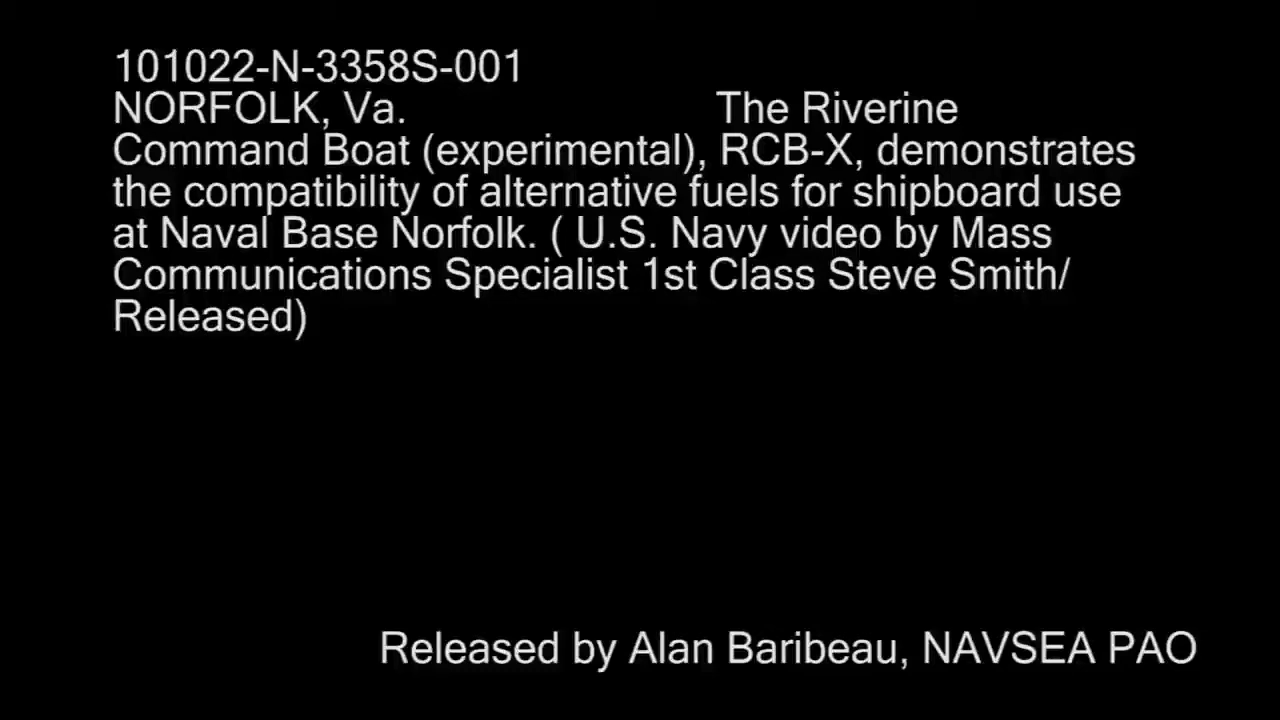 101022-N-3358S-001
NORFOLK, Va. The Riverine
Command Boat (experimental), RCB-X, demonstrates
the compatibility of alternative fuels for shipboard use
at Naval Base Norfolk. ( U.S. Navy video by Mass
Communications Specialist 1st Class Steve Smith/
Released)
Released by Alan Baribeau, NAVSEA PAO